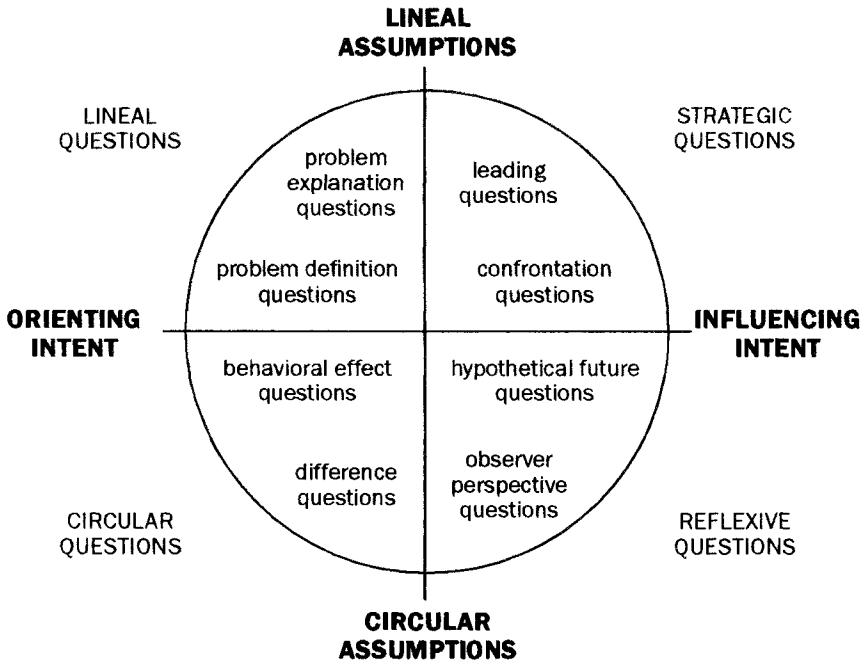 LINEAL
ASSUMPTIONS
LINEAL
QUESTIONS
STRATEGIC
QUESTIONS
problem
explanation
questions
leading
questions
problem definition
questions
confrontation
questions
ORIENTING
INTENT
INFLUENCING
INTENT
behavioral effect
questions
hypothetical future
questions
difference
questions
observer
perspective
questions
CIRCULAR
QUESTIONS
REFLEXIVE
QUESTIONS
CIRCULAR
ASSUMPTIONS